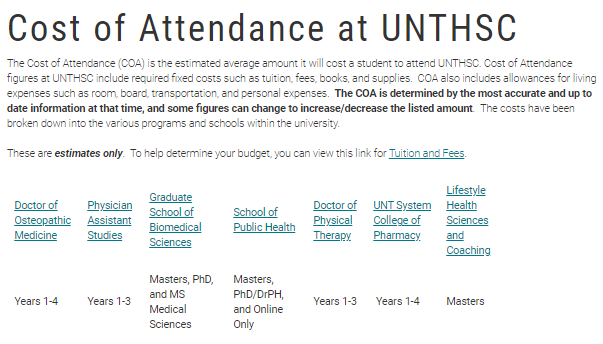 Cost of Attendance at UNTHSC
The Cost of Attendance (COA) is the estimated average amount it will cost a student to attend UNTHSC. Cost of Attendance
figures at UNTHSC include required fixed costs such as tuition, fees, books, and supplies. COA also includes allowances for living
expenses such as room, board, transportation, and personal expenses. The COA is determined by the most accurate and up to
date information at that time, and some figures can change to increase/decrease the listed amount. The costs have been
broken down into the various programs and schools within the university.
These are estimates only. To help determine your budget, you can view this link for Tuition and Fees.
Doctor of
Osteopathic
Medicine
Physician
Assistant
Studies
Graduate
School of
Biomedical
Sciences
School of
Public Health
Doctor of
Physical
Therapy
UNT System
College of
Pharmacy
Lifestyle
Health
Sciences
and
Coaching
Years 1-4
Years 1-3
Masters, PhD,
and MS
Medical
Sciences
Masters,
PhD/DrPH,
and Online
Only
Years 1-3
Years 1-4
Masters